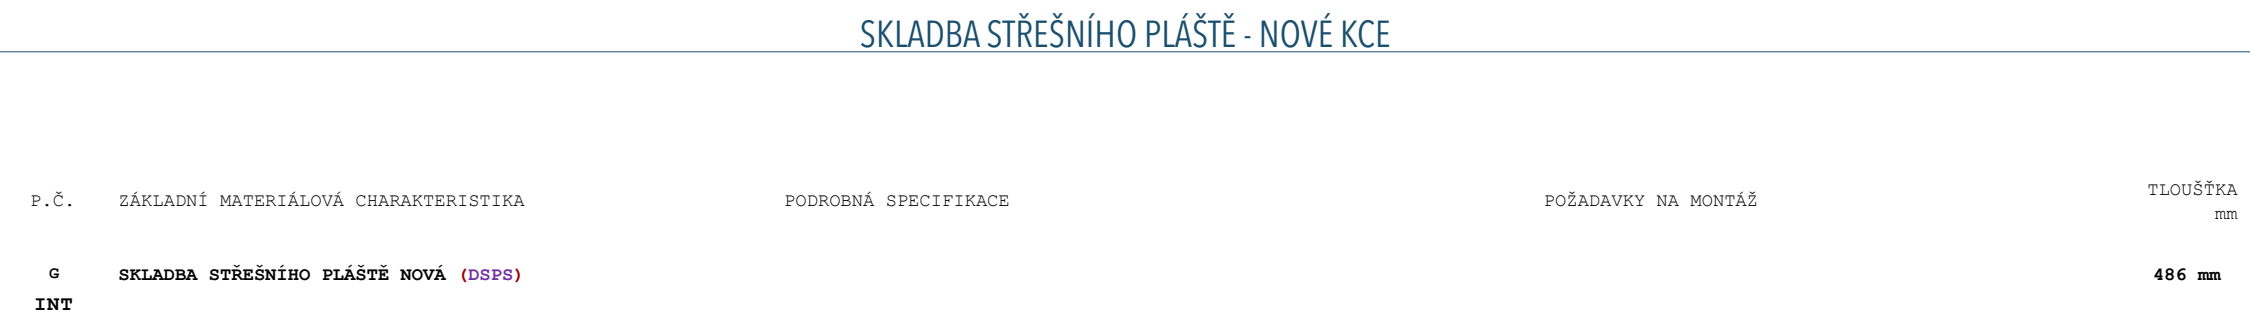 SKLADBA STŘEŠNÍHO PLÁŠTĚ - NOVÉ KCE
P.Č. ZÁKLADNÍ MATERIÁLOVÁ CHARAKTERISTIKA PODROBNÁ SPECIFIKACE POŽADAVKY NA MONTÁŽ TLOUŠŤKA
mm
G SKLADBA STŘEŠNÍHO PLÁŠTĚ NOVÁ (DSPS) 486 mm
INT